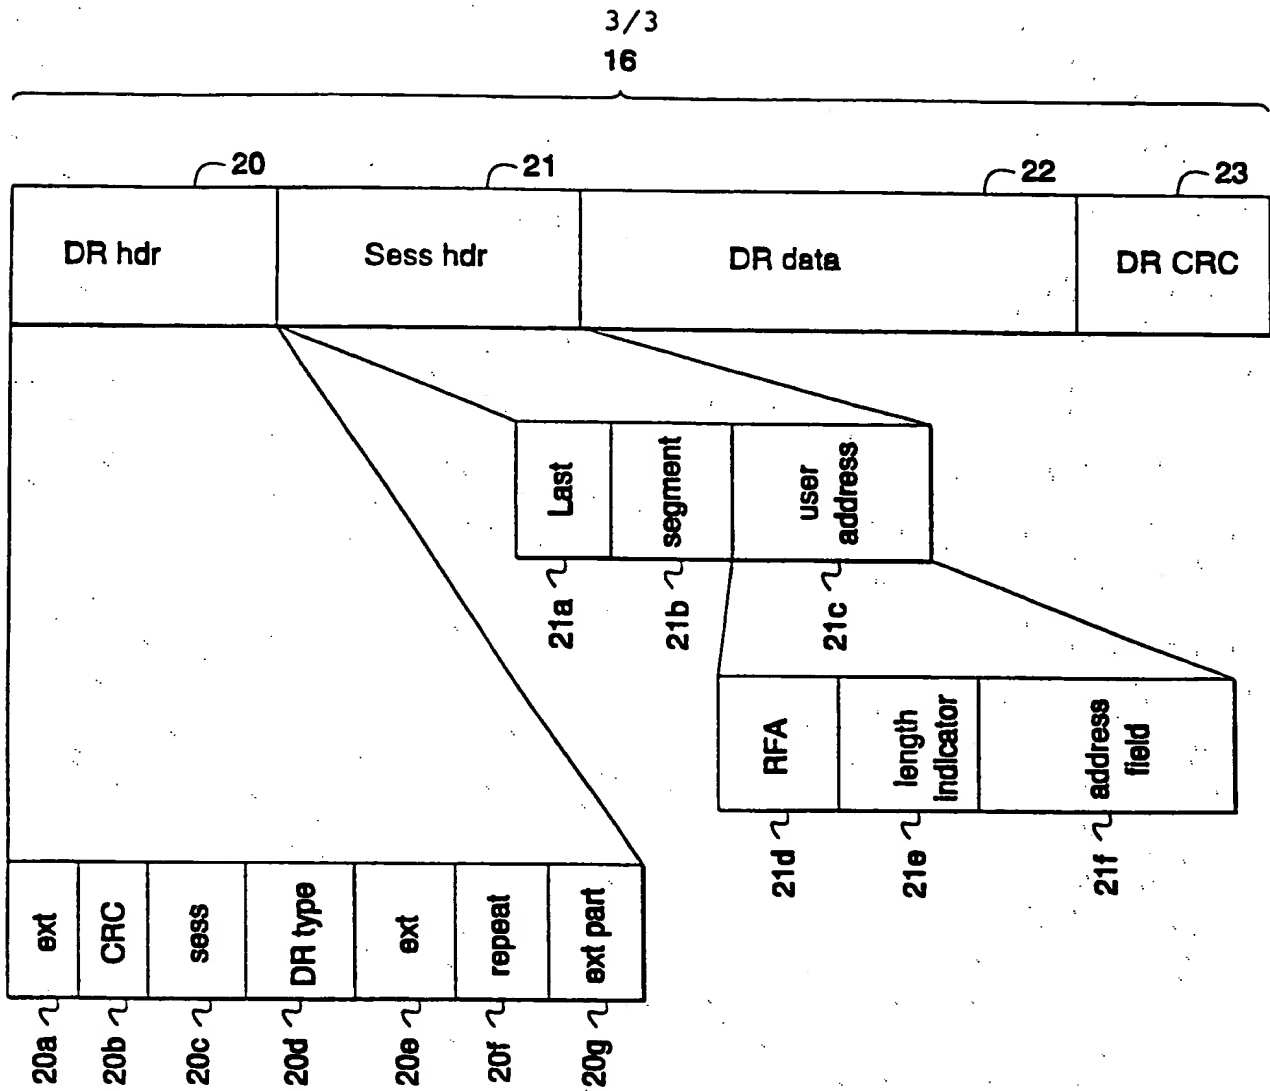 3/3
16
20
21
22
23
DR hdr
Sess hdr
DR data
DR CRC
Last
segment
user
address
21a
21b
21c
RFA
length
indicator
address
field
21d
21e
21f
ext
CRC
sess
DR type
ext
repeat
ext part
20a
20b
20c
20d
20e
20f
20g